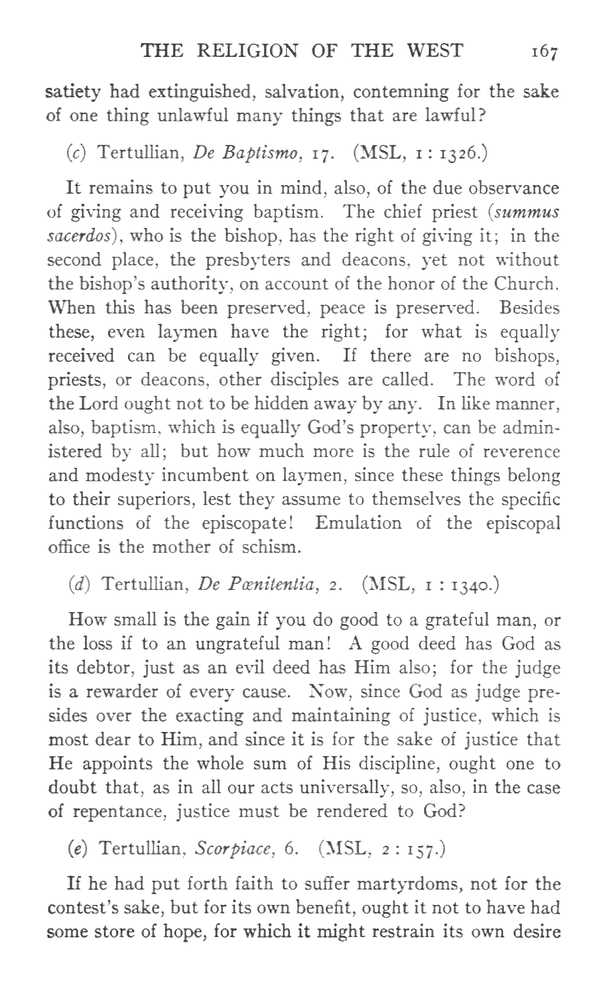 THE RELIGION OF THE WEST 167
satiety had extinguished, salvation, contemning for the sake
of one thing unlawful many things that are lawful?
(c) Tertullian, De Baptismo, 17. (MSL, 1 : 1326.)
It remains to put you in mind, also, of the due observance
of giving and receiving baptism. The chief priest (summus
sacerdos), who is the bishop, has the right of giving it; in the
second place, the presbyters and deacons, yet not without
the bishop's authority, on account of the honor of the Church.
When this has been preserved, peace is preserved. Besides
these, even laymen have the right; for what is equally
received can be equally given. If there are no bishops,
priests, or deacons, other disciples are called. The word of
the Lord ought not to be hidden away by any. In like manner,
also, baptism, which is equally God's property, can be admin-
istered by all; but how much more is the rule of reverence
and modesty incumbent on laymen, since these things belong
to their superiors, lest they assume to themselves the specific
functions of the episcopate! Emulation of the episcopal
office is the mother of schism.
(d) Tertullian, De Pœnitentia, 2. (MSL, 1 : 1340.)
How small is the gain if you do good to a grateful man, or
the loss if to an ungrateful man! A good deed has God as
its debtor, just as an evil deed has Him also; for the judge
is a rewarder of every cause. Now, since God as judge pre-
sides over the exacting and maintaining of justice, which is
most dear to Him, and since it is for the sake of justice that
He appoints the whole sum of His discipline, ought one to
doubt that, as in all our acts universally, so, also, in the case
of repentance, justice must be rendered to God?
(e) Tertullian, Scorpiace, 6. (MSL, 2 : 157.)
If he had put forth faith to suffer martyrdoms, not for the
contest's sake, but for its own benefit, ought it not to have had
some store of hope, for which it might restrain its own desire